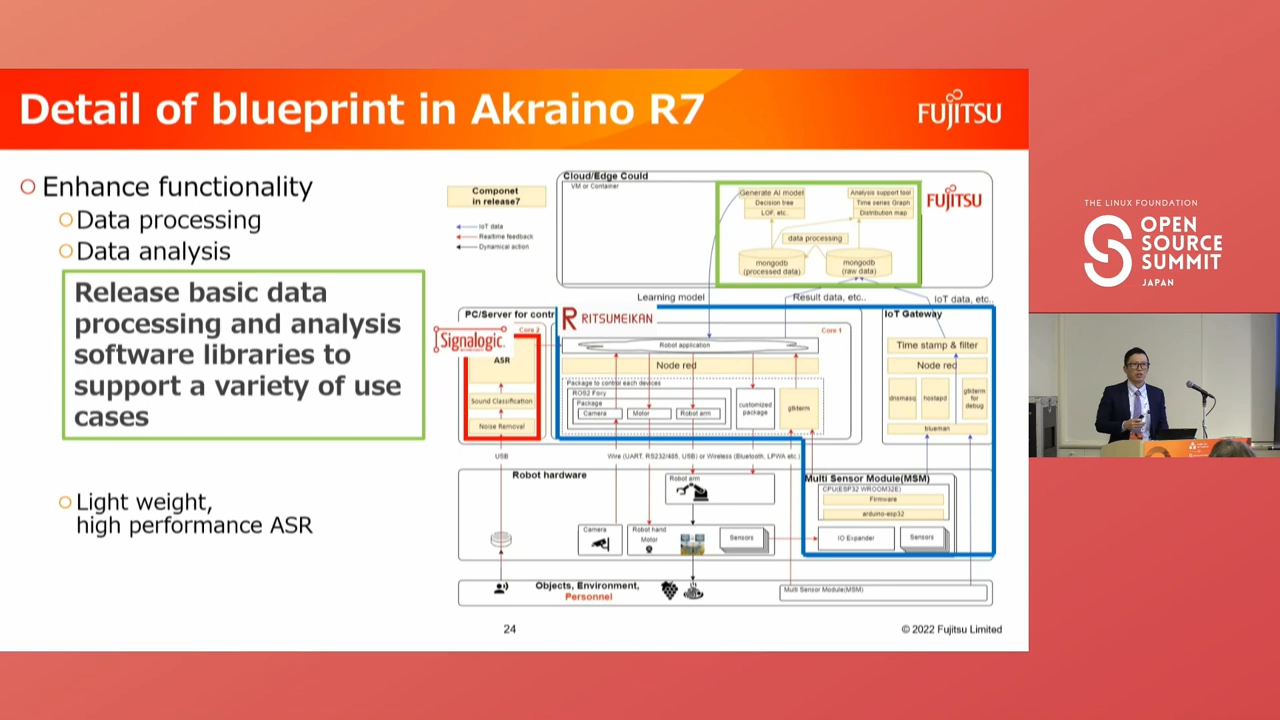 Detail of blueprint in Akraino R7
FUJITSU
Enhance functionality
Data processing
Data analysis
Release basic data
processing and analysis
software libraries to
support a variety of use
cases
Light weight,
high performance ASR
Componet
in release7
IoT data
Realtime feedback
Dynamical action
Cloud/Edge Could
VM or Container
Generate AI model
Decision tree
LOF, etc.
Analysis support tool
Time series Graph
Distribution map
data processing
mongodb
(processed data)
mongodb
(raw data)
FUJITSU
Learning model
Result data, etc..
IoT data, etc..
PC/Server for contr
RITSUMEIKAN
Core 2
Core 1
Signalogic
ASR
Sound Classification
Noise Removal
Robot application
Node red
Package to control each devices
ROS2 Foxy
Package
Camera
Motor
Robot arm
customized
package
gtkterm
IoT Gateway
Time stamp & filter
Node red
dnsmasq
hostapd
gtkterm
for
debug
blueman
USB
Wire (UART, RS232/485, USB) or Wireless (Bluetooth, LPWA etc.)
Robot hardware
Robot arm
Camera
Robot hand
Motor
Sensors
Multi Sensor Module(MSM)
CPU(ESP32 WROOM32E)
Firmware
arduino-esp32
IO Expander
Sensors
Objects, Environment,
Personnel
Multi Sensor Module(MSM)
24
© 2022 Fujitsu Limited
THE LINUX FOUNDATION
OPEN
SOURCE
SUMMIT
JAPAN